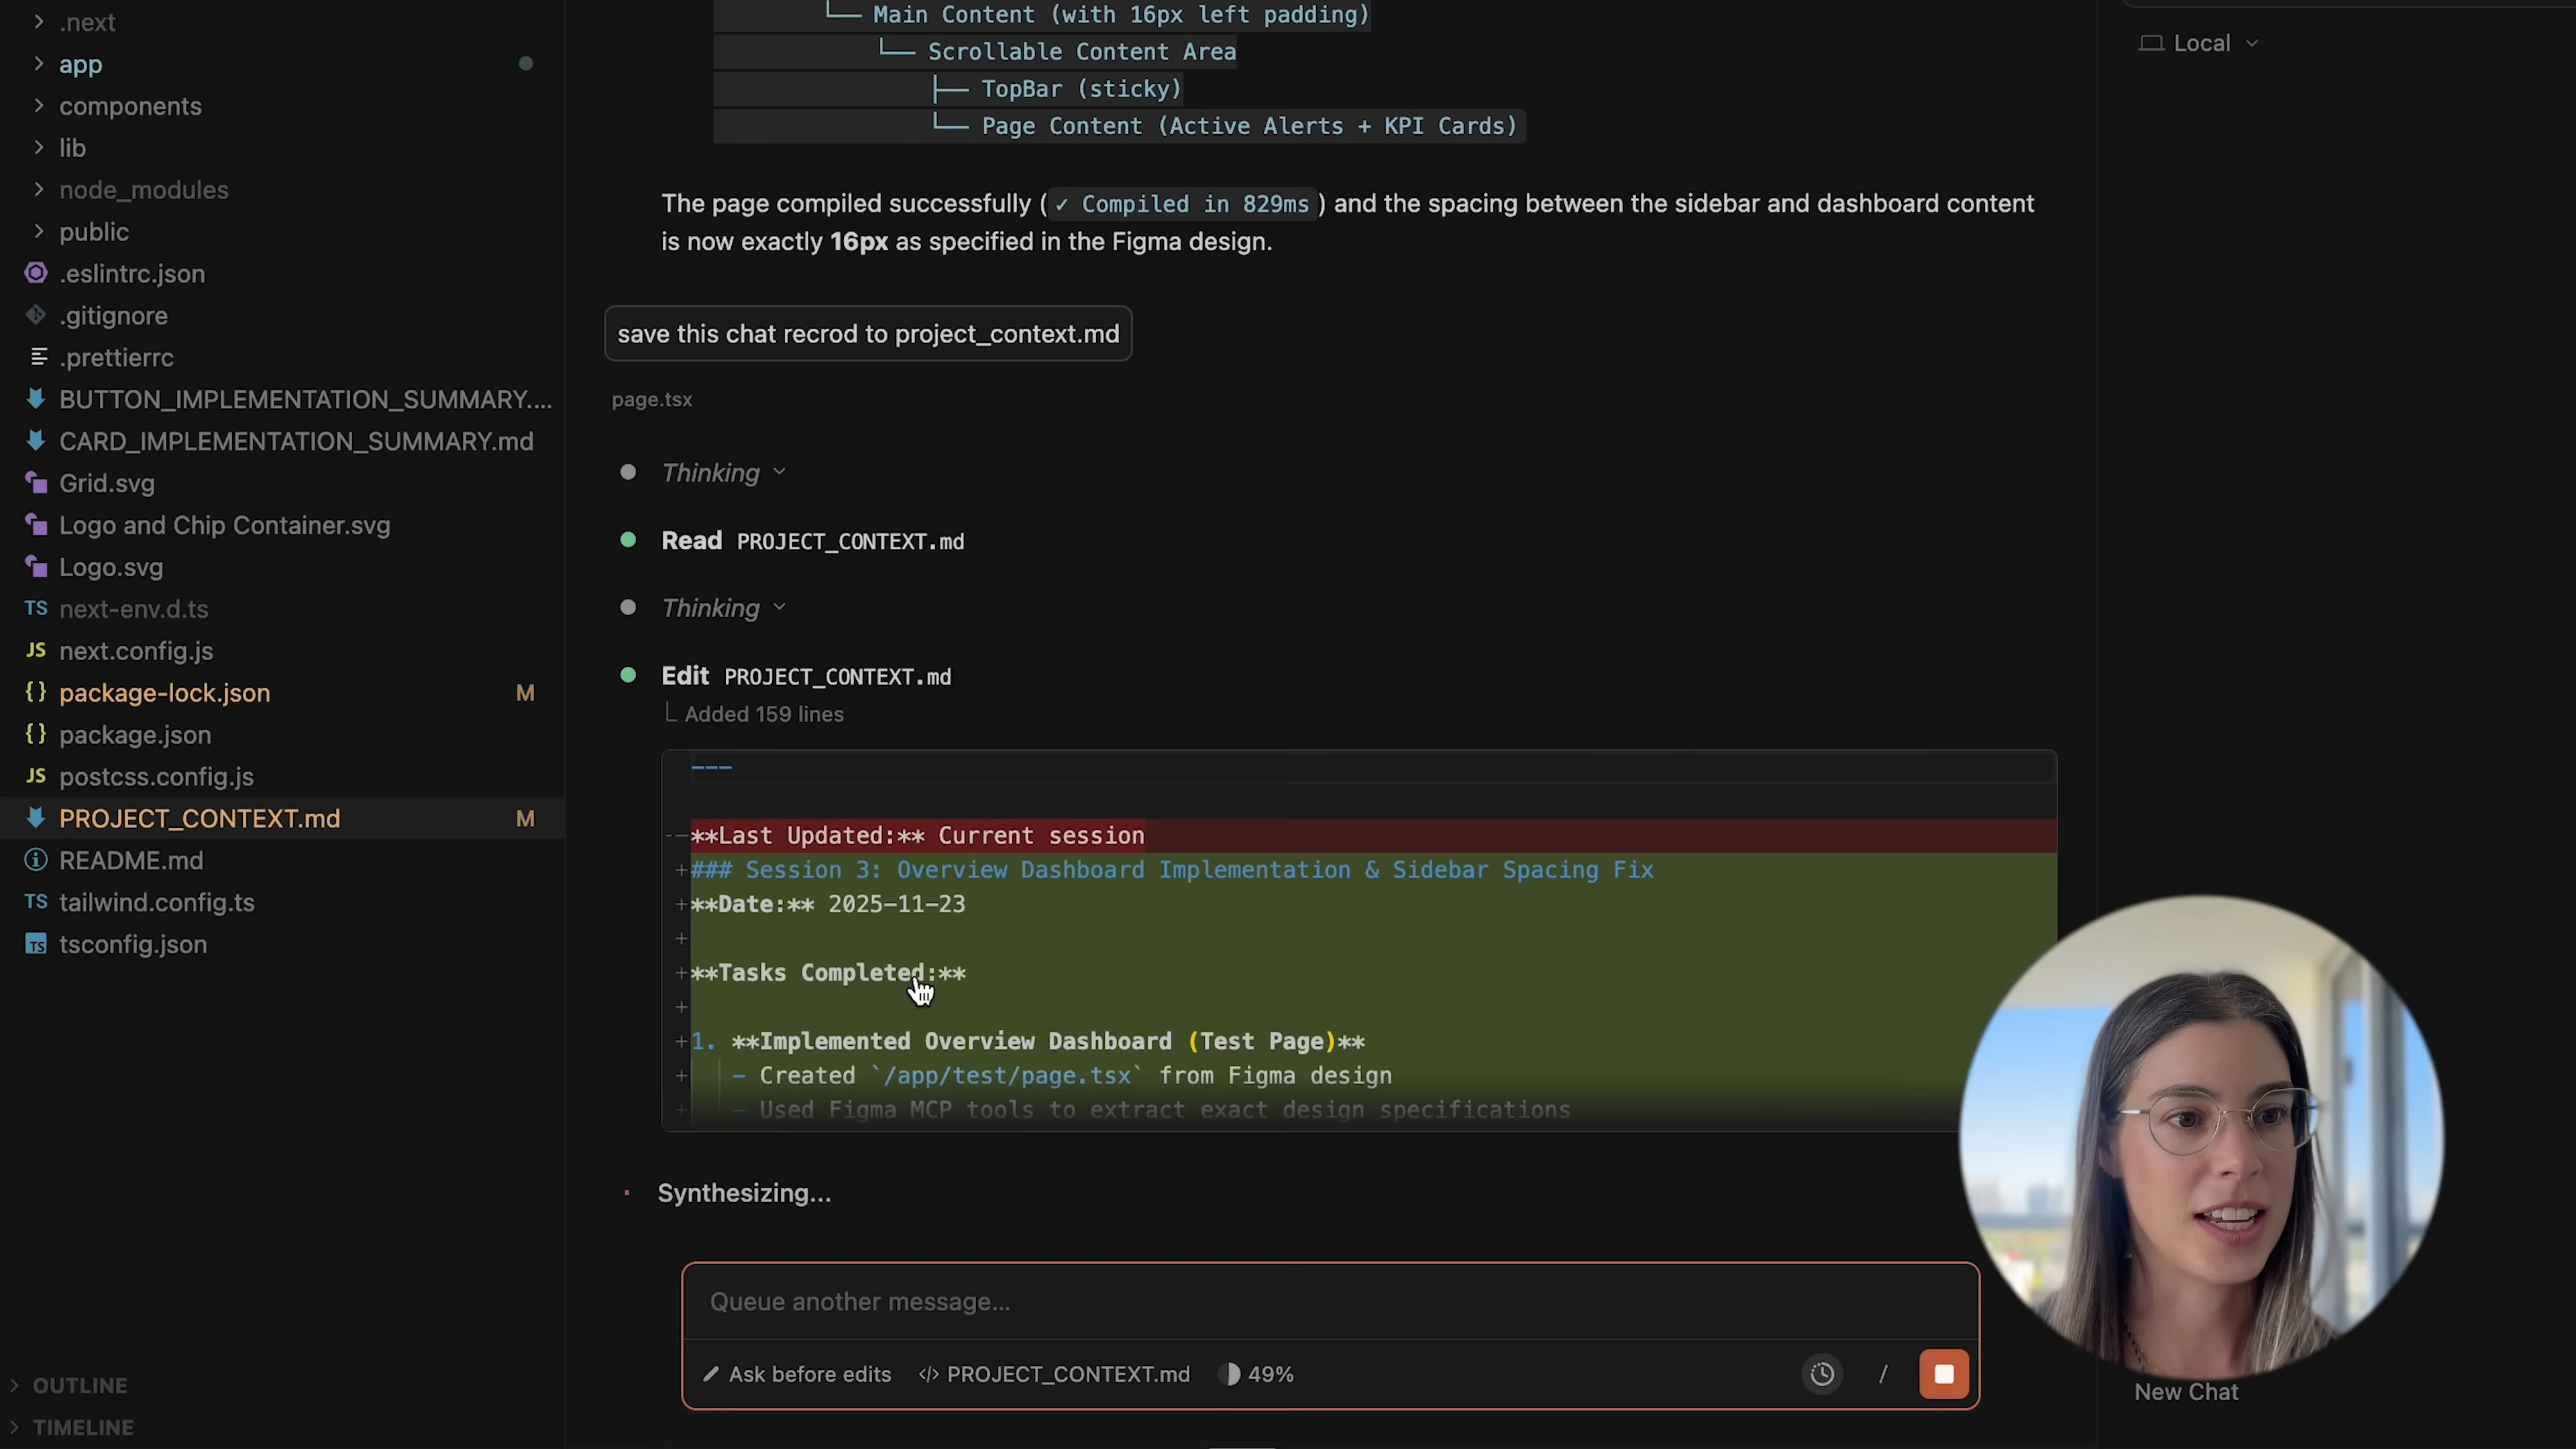 .next
app
components
lib
node_modules
public
.eslintrc.json
.gitignore
.prettierrc
BUTTON_IMPLEMENTATION_SUMMARY....
CARD_IMPLEMENTATION_SUMMARY.md
Grid.svg
Logo and Chip Container.svg
Logo.svg
TS next-env.d.ts
JS next.config.js
{} package-lock.json M
{} package.json
JS postcss.config.js
PROJECT_CONTEXT.md M
README.md
TS tailwind.config.ts
TS tsconfig.json
OUTLINE
TIMELINE
└── Main Content (with 16px left padding)
└── Scrollable Content Area
├── TopBar (sticky)
└── Page Content (Active Alerts + KPI Cards)
The page compiled successfully ( ✓ Compiled in 829ms ) and the spacing between the sidebar and dashboard content
is now exactly 16px as specified in the Figma design.
save this chat recrod to project_context.md
page.tsx
Thinking
Read PROJECT_CONTEXT.md
Thinking
Edit PROJECT_CONTEXT.md
└ Added 159 lines
---
-**Last Updated:** Current session
+### Session 3: Overview Dashboard Implementation & Sidebar Spacing Fix
+**Date:** 2025-11-23
+
+**Tasks Completed:**
+
+1. **Implemented Overview Dashboard (Test Page)**
+ - Created `/app/test/page.tsx` from Figma design
+ - Used Figma MCP tools to extract exact design specifications
Synthesizing...
Queue another message...
Ask before edits </> PROJECT_CONTEXT.md 49% /
Local
New Chat